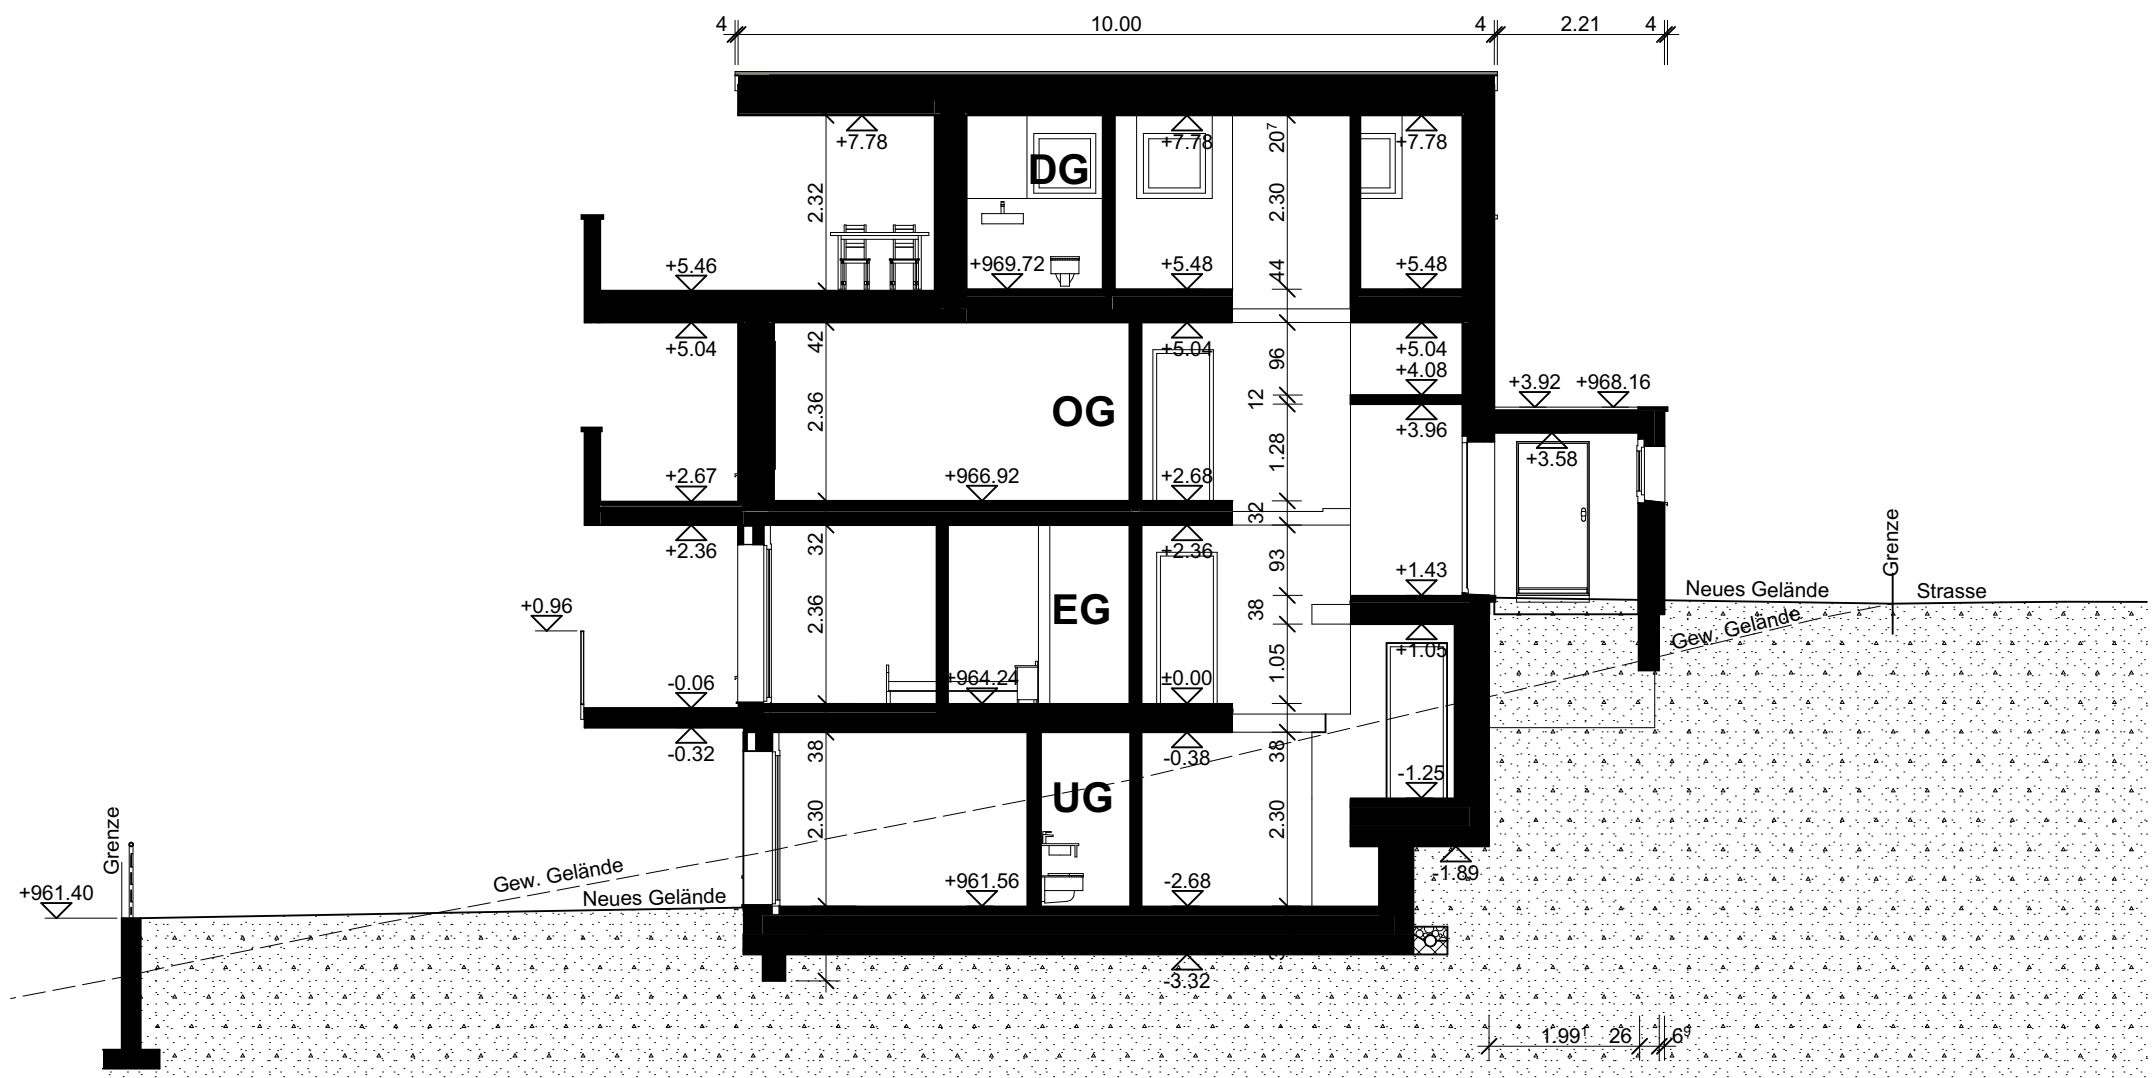 4 10.00 4 2.21 4
+7.78 +7.78 20⁷ +7.78
DG
2.32 2.30
+5.46 +969.72 +5.48 44 +5.48
+5.04 42 +5.04 96 +5.04
+4.08
+3.92 +968.16
12
OG
2.36 +3.96
1.28 +3.58
+2.67 +966.92 +2.68
32
+2.36 32 +2.36 93
+1.43
Grenze
Neues Gelände Strasse
+0.96 2.36 EG 38
Gew. Gelände
1.05 +1.05
-0.06 +964.24 ±0.00
-0.32 38 -0.38 38
-1.25
UG
2.30 2.30
Grenze
Gew. Gelände
-1.89
+961.40 Neues Gelände +961.56 -2.68
-3.32
1.99¹ 26 6⁹